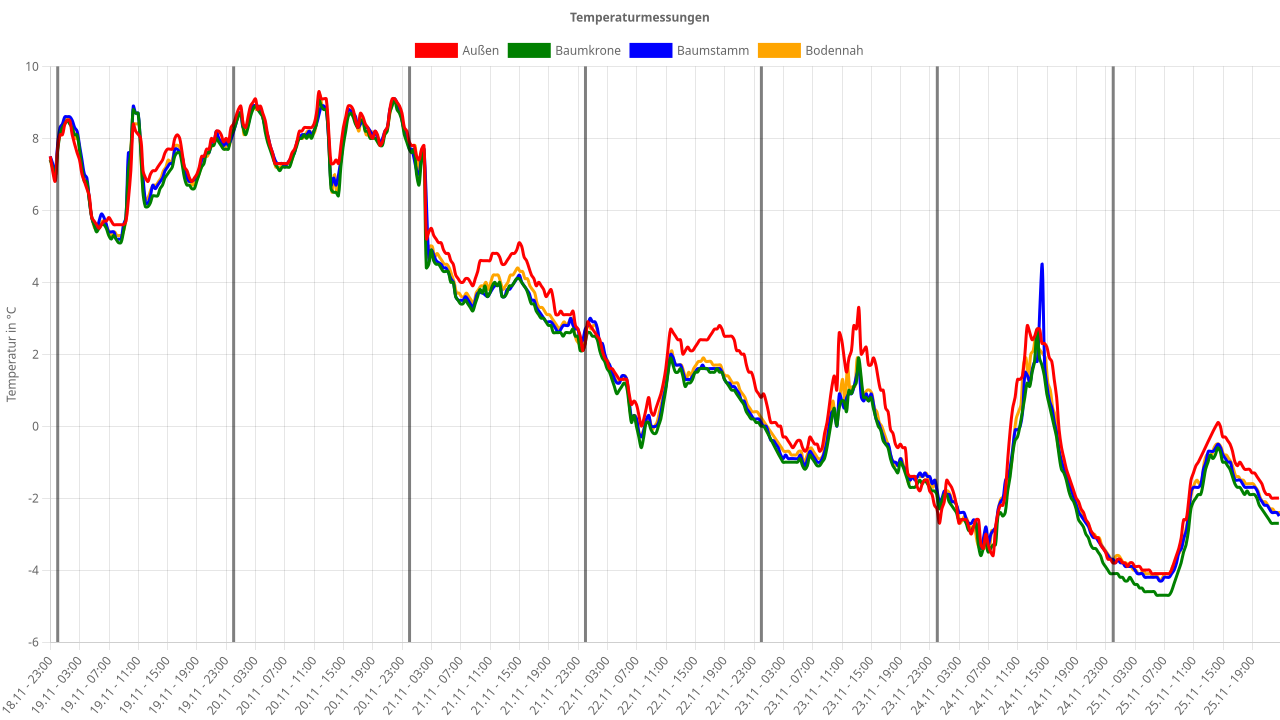 Temperaturmessungen
Außen Baumkrone Baumstamm Bodennah
Temperatur in °C
10
8
6
4
2
0
-2
-4
-6
18.11 - 23:00
19.11 - 03:00
19.11 - 07:00
19.11 - 11:00
19.11 - 15:00
19.11 - 19:00
19.11 - 23:00
20.11 - 03:00
20.11 - 07:00
20.11 - 11:00
20.11 - 15:00
20.11 - 19:00
20.11 - 23:00
21.11 - 03:00
21.11 - 07:00
21.11 - 11:00
21.11 - 15:00
21.11 - 19:00
21.11 - 23:00
22.11 - 03:00
22.11 - 07:00
22.11 - 11:00
22.11 - 15:00
22.11 - 19:00
22.11 - 23:00
23.11 - 03:00
23.11 - 07:00
23.11 - 11:00
23.11 - 15:00
23.11 - 19:00
23.11 - 23:00
24.11 - 03:00
24.11 - 07:00
24.11 - 11:00
24.11 - 15:00
24.11 - 19:00
24.11 - 23:00
25.11 - 03:00
25.11 - 07:00
25.11 - 11:00
25.11 - 15:00
25.11 - 19:00